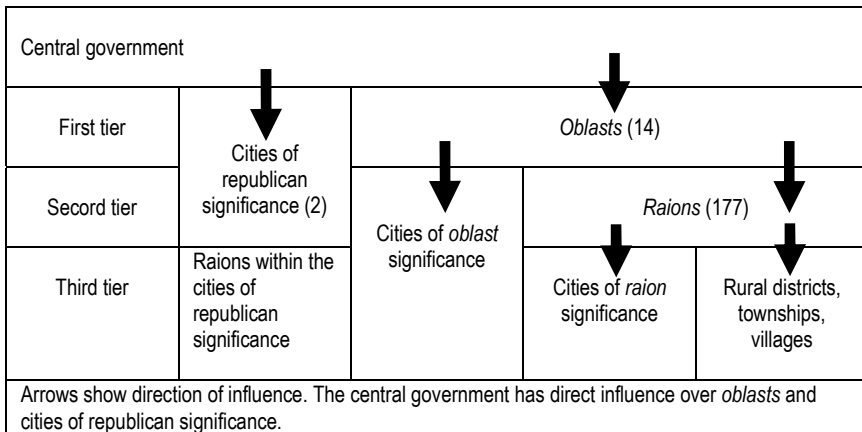 Central government
First tier
Oblasts (14)
Cities of
republican
significance (2)
Second tier
Raions (177)
Cities of oblast
significance
Third tier
Raions within the
cities of
republican
significance
Cities of raion
significance
Rural districts,
townships,
villages
Arrows show direction of influence. The central government has direct influence over oblasts and
cities of republican significance.